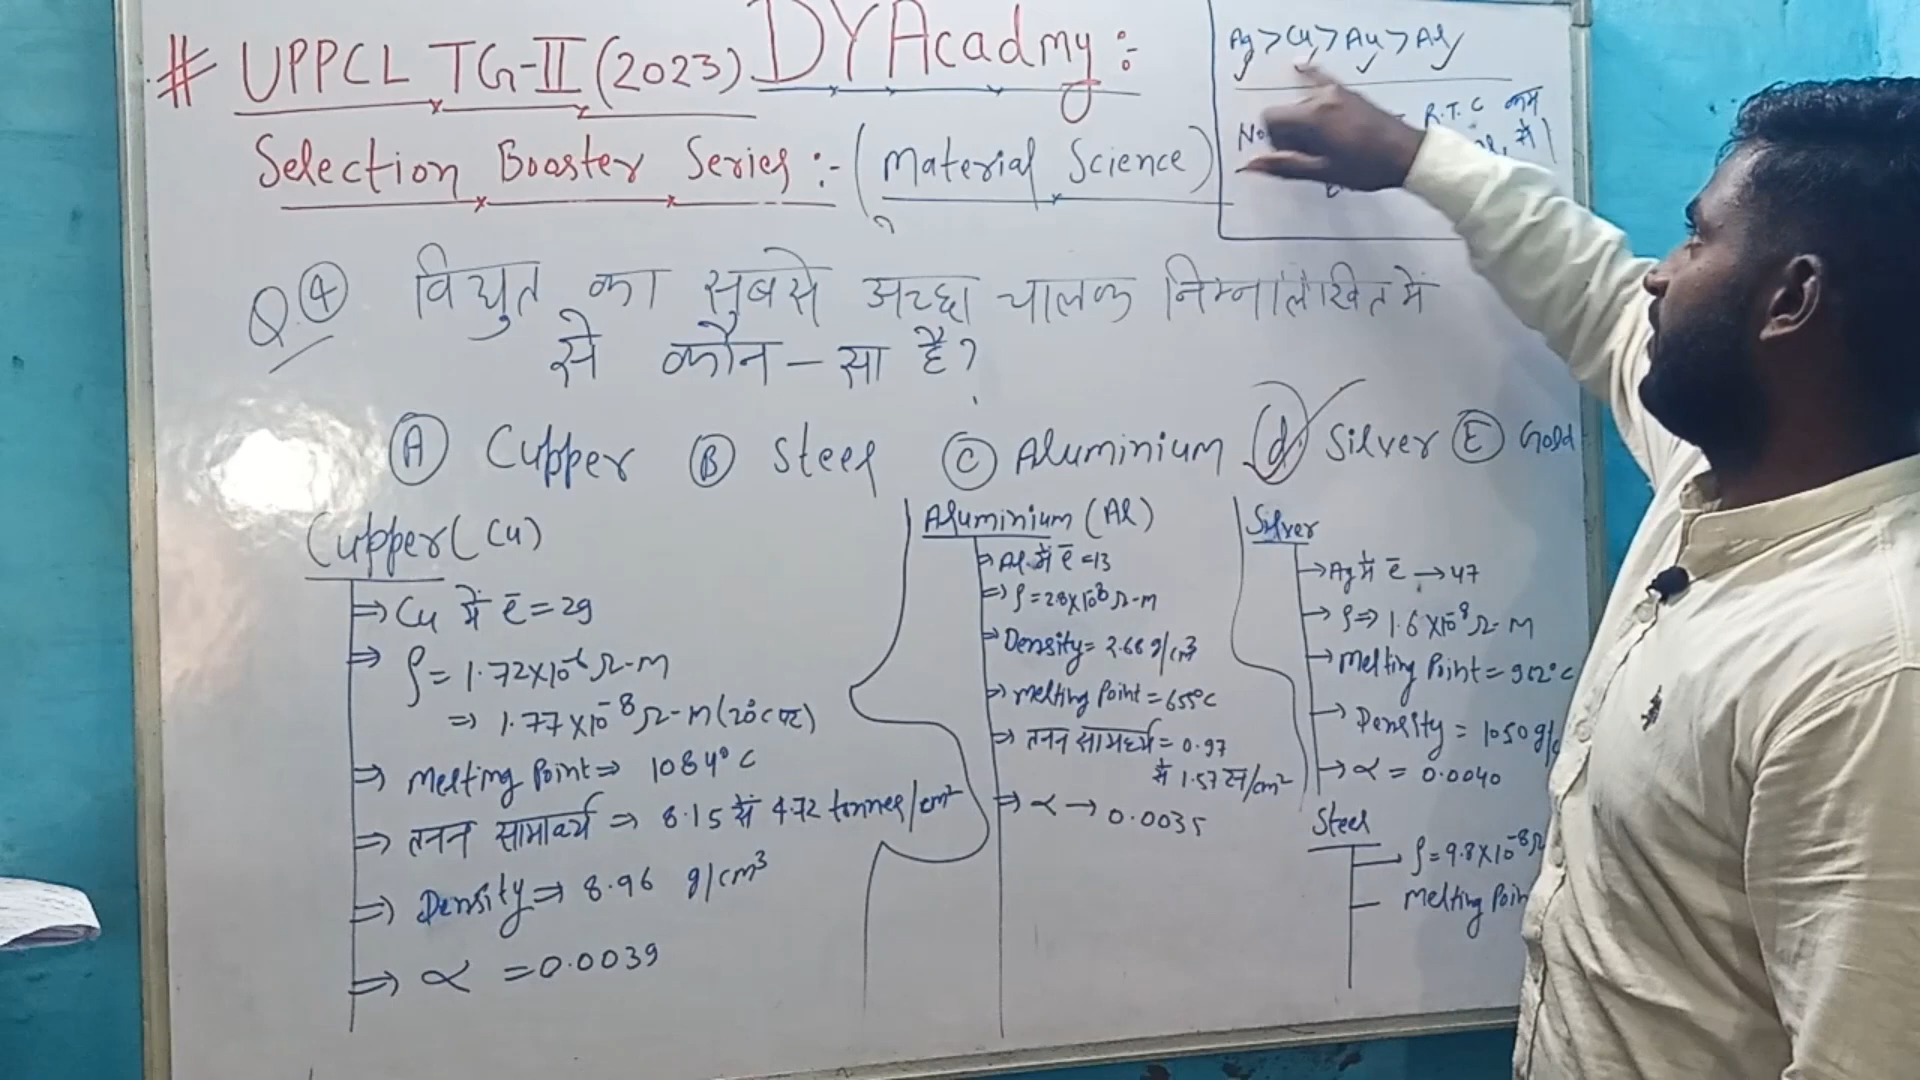 # UPPCL TG-II (2023) DYAcadmy :-
Selection Booster Series :- (Material Science)
Ag > Cu > Au > Al
R.T.C कम
Q.④ विद्युत का सबसे अच्छा चालक निम्नलिखित में
से कौन-सा है?
Ⓐ Cupper Ⓑ Steel Ⓒ Aluminium ⓓ Silver Ⓔ Gold
Cupper (Cu)
⇒ Cu में e̅ = 29
⇒ ρ = 1.72×10⁻⁶ Ω-m
⇒ 1.77×10⁻⁸ Ω-m (20°c पर)
⇒ Melting Point ⇒ 1084°c
⇒ तनन सामर्थ्य ⇒ 8.15 से 4.72 tonnes/cm²
⇒ Density ⇒ 8.96 g/cm³
⇒ α = 0.0039
Aluminium (Al)
⇒ Al में e̅ = 13
⇒ ρ = 2.8×10⁻⁸ Ω-m
⇒ Density = 2.68 g/cm³
⇒ Melting Point = 655°c
⇒ तनन सामर्थ्य = 0.97
से 1.57 टन/cm²
⇒ α → 0.0035
Silver
→ Ag में e̅ → 47
→ ρ ⇒ 1.6×10⁻⁸ Ω-m
→ Melting Point = 962°c
→ Density = 1050 g/c
→ α = 0.0040
Steel
ρ = 9.8×10⁻⁸ Ω
Melting Poin